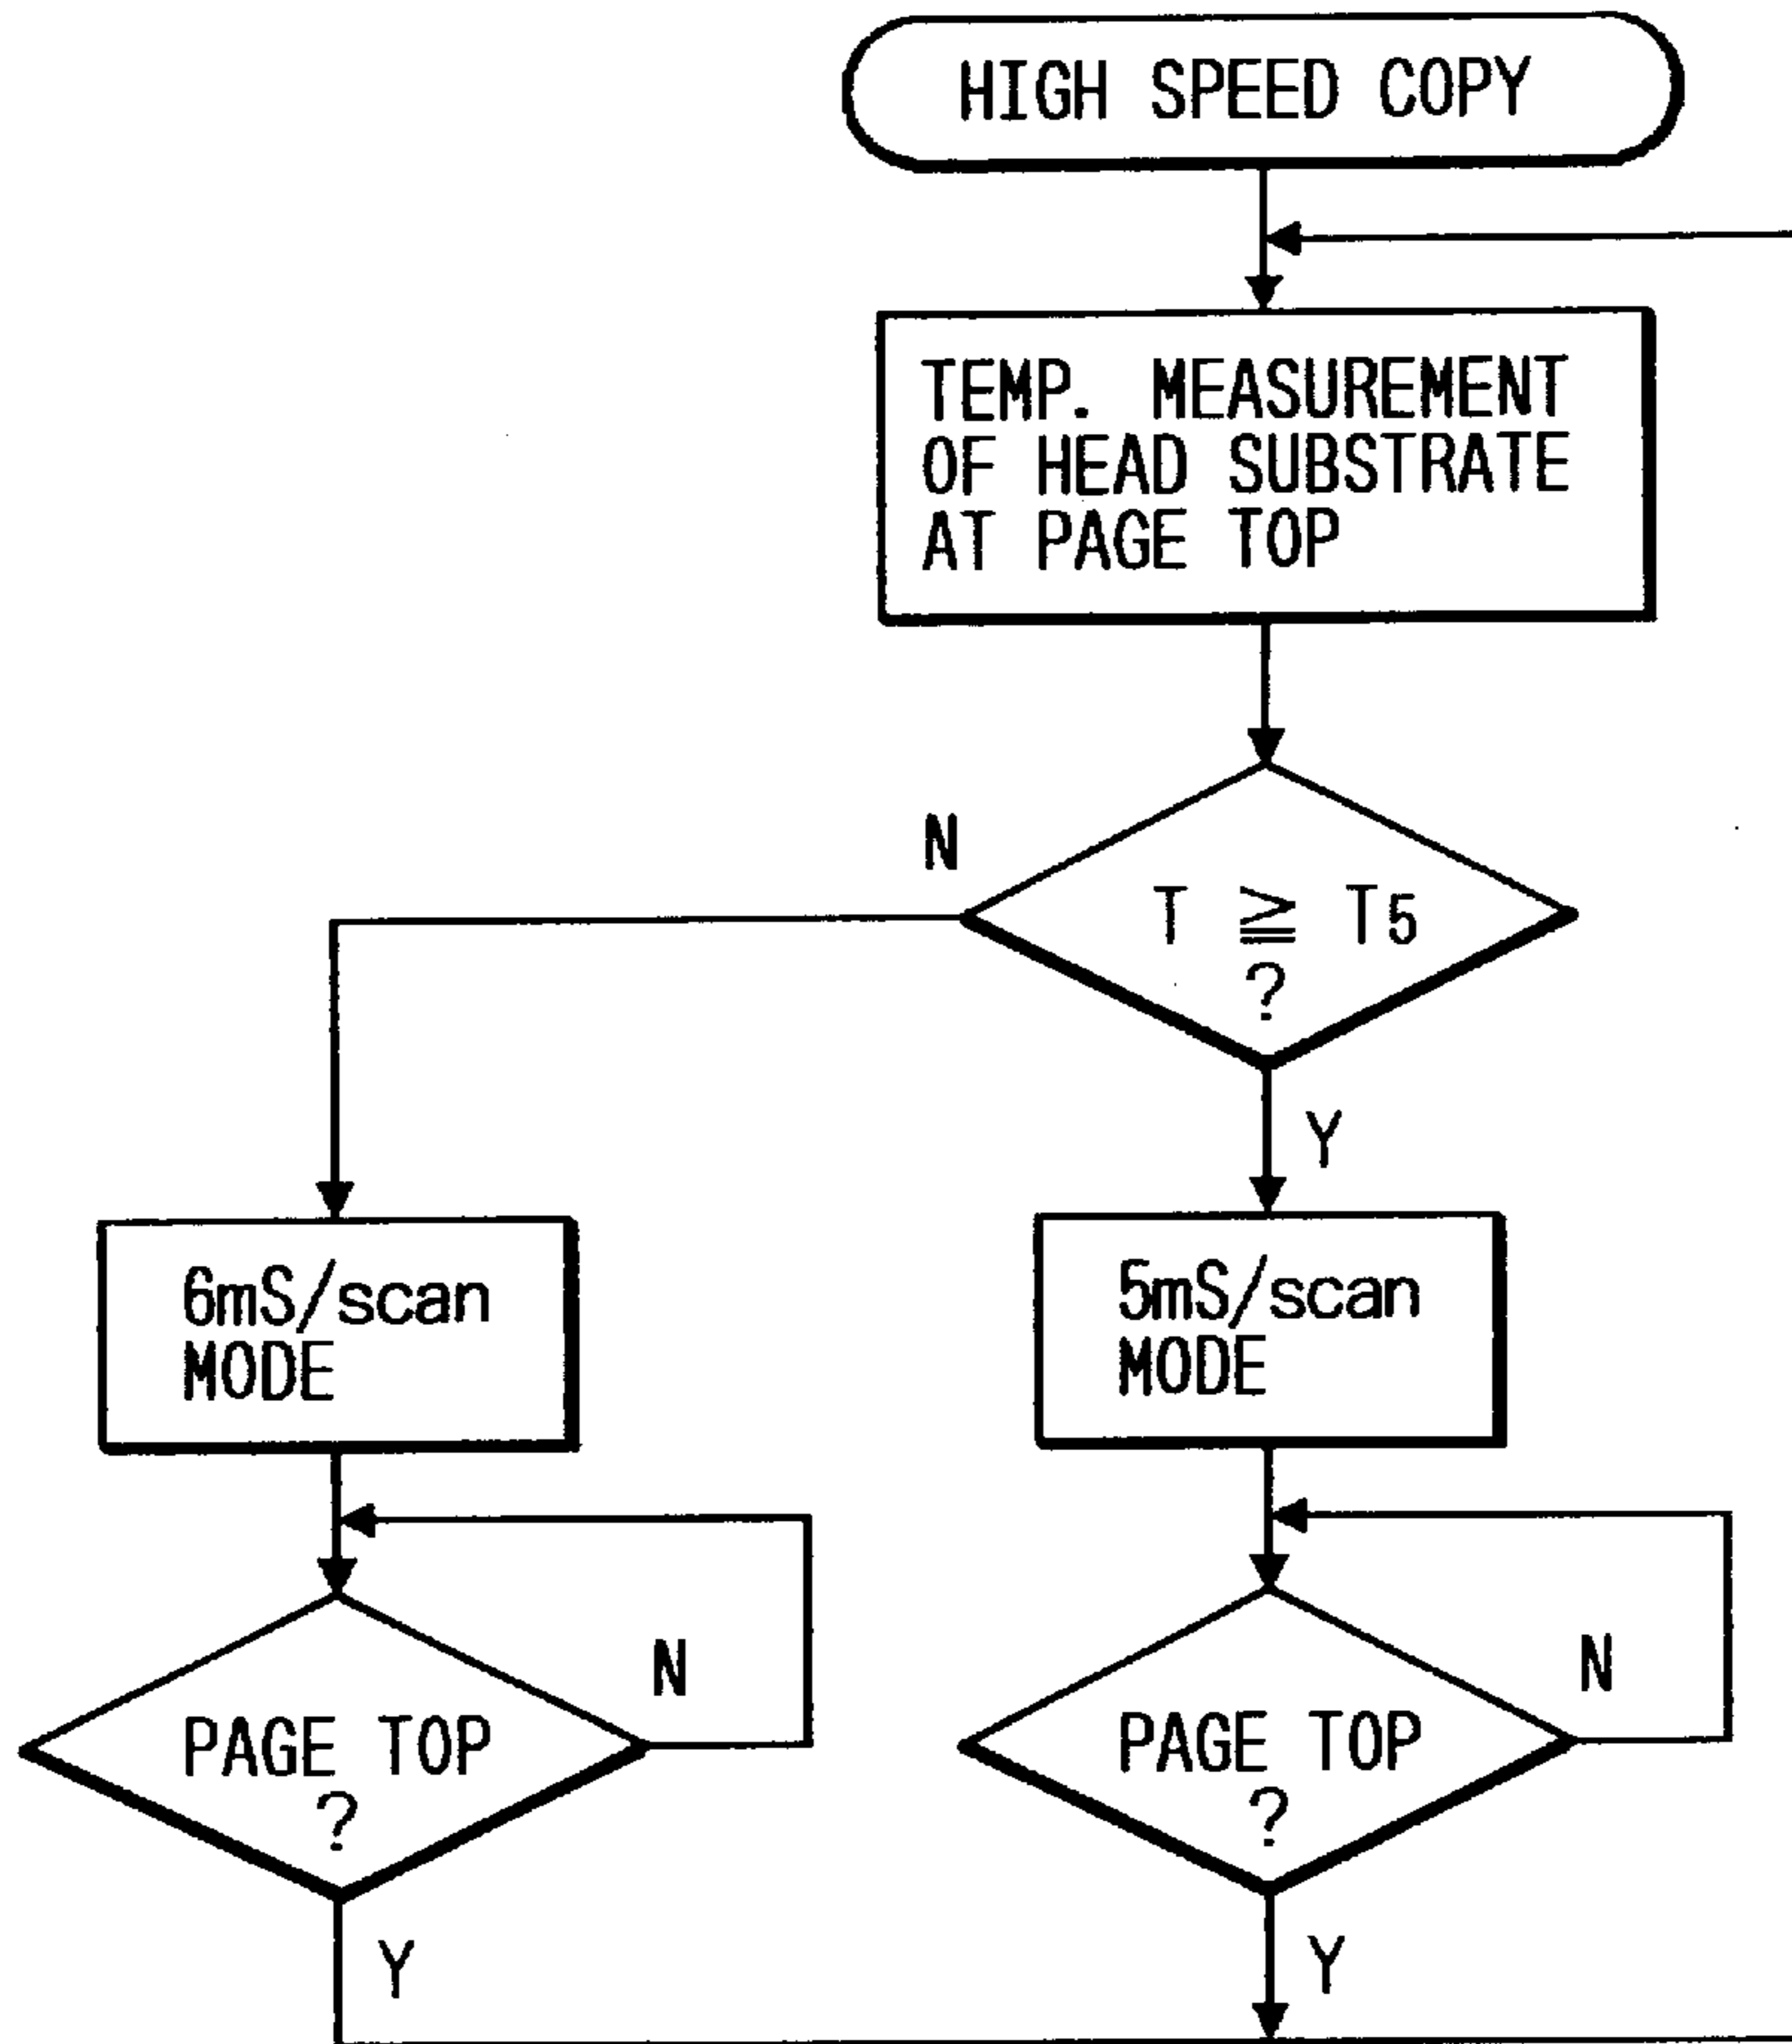 HIGH SPEED COPY
TEMP. MEASUREMENT
OF HEAD SUBSTRATE
AT PAGE TOP
N
T ≧ T5
?
Y
6mS/scan
MODE
5mS/scan
MODE
N
PAGE TOP
?
Y
N
PAGE TOP
?
Y